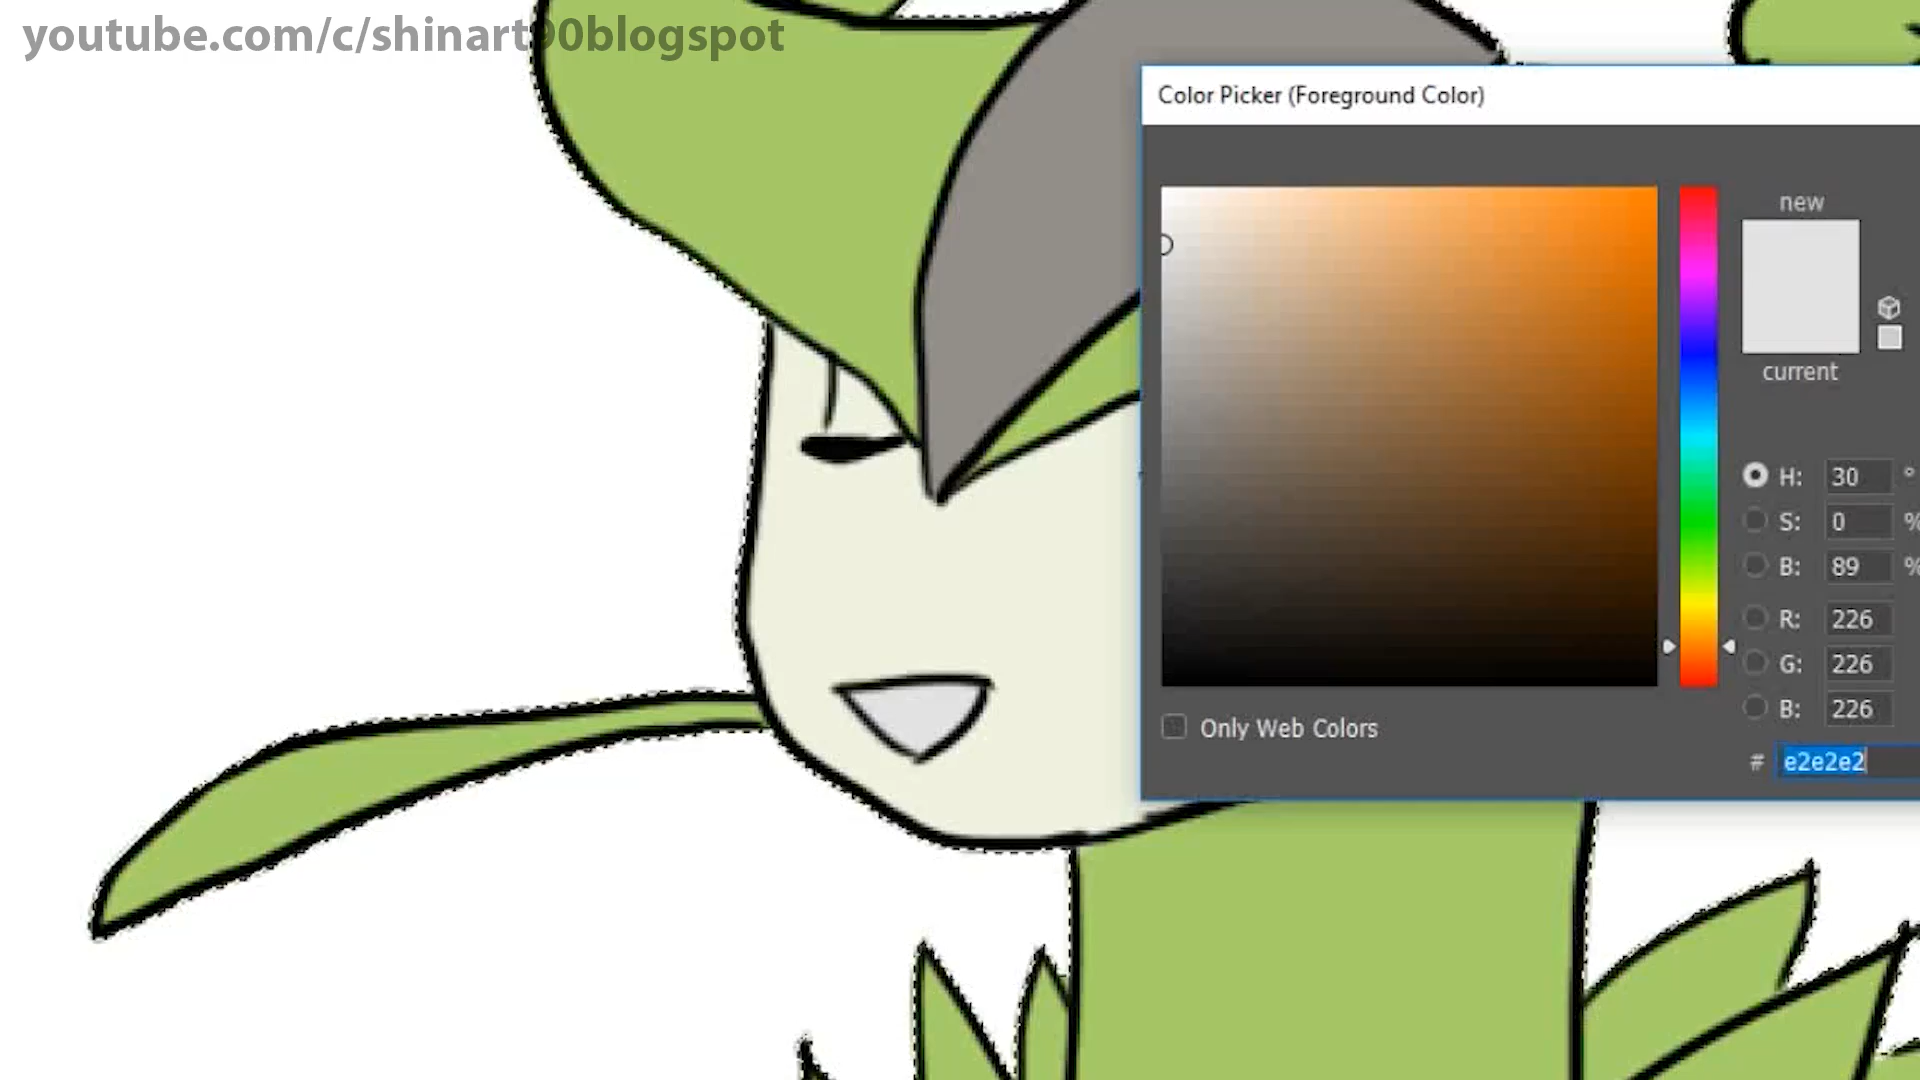 youtube.com/c/shinart90blogspot
Color Picker (Foreground Color)
new
current
H: 30 °
S: 0 %
B: 89 %
R: 226
G: 226
B: 226
Only Web Colors
# e2e2e2